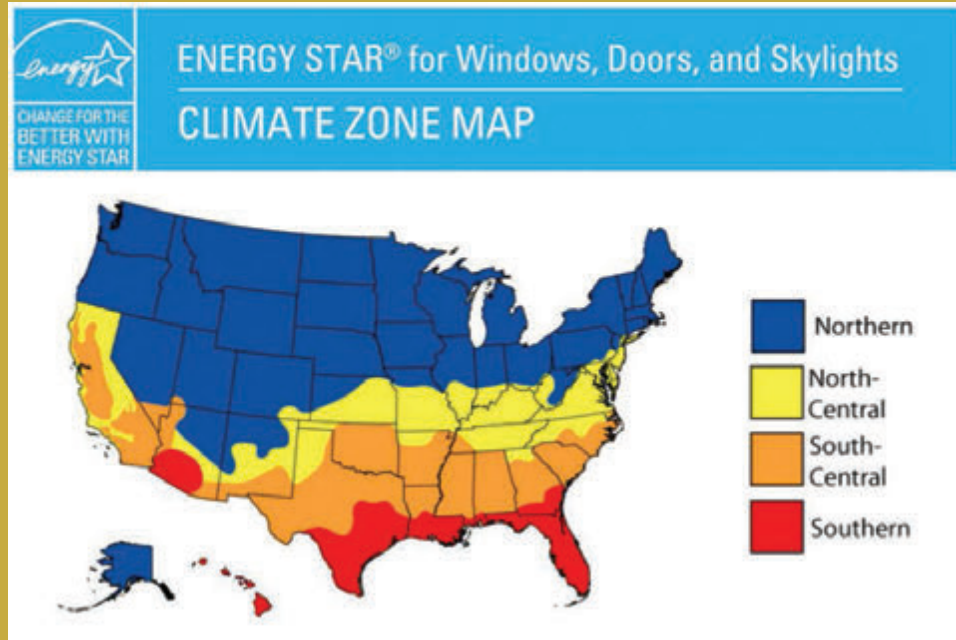 energy
CHANGE FOR THE
BETTER WITH
ENERGY STAR
ENERGY STAR® for Windows, Doors, and Skylights
CLIMATE ZONE MAP
Northern
North-
Central
South-
Central
Southern